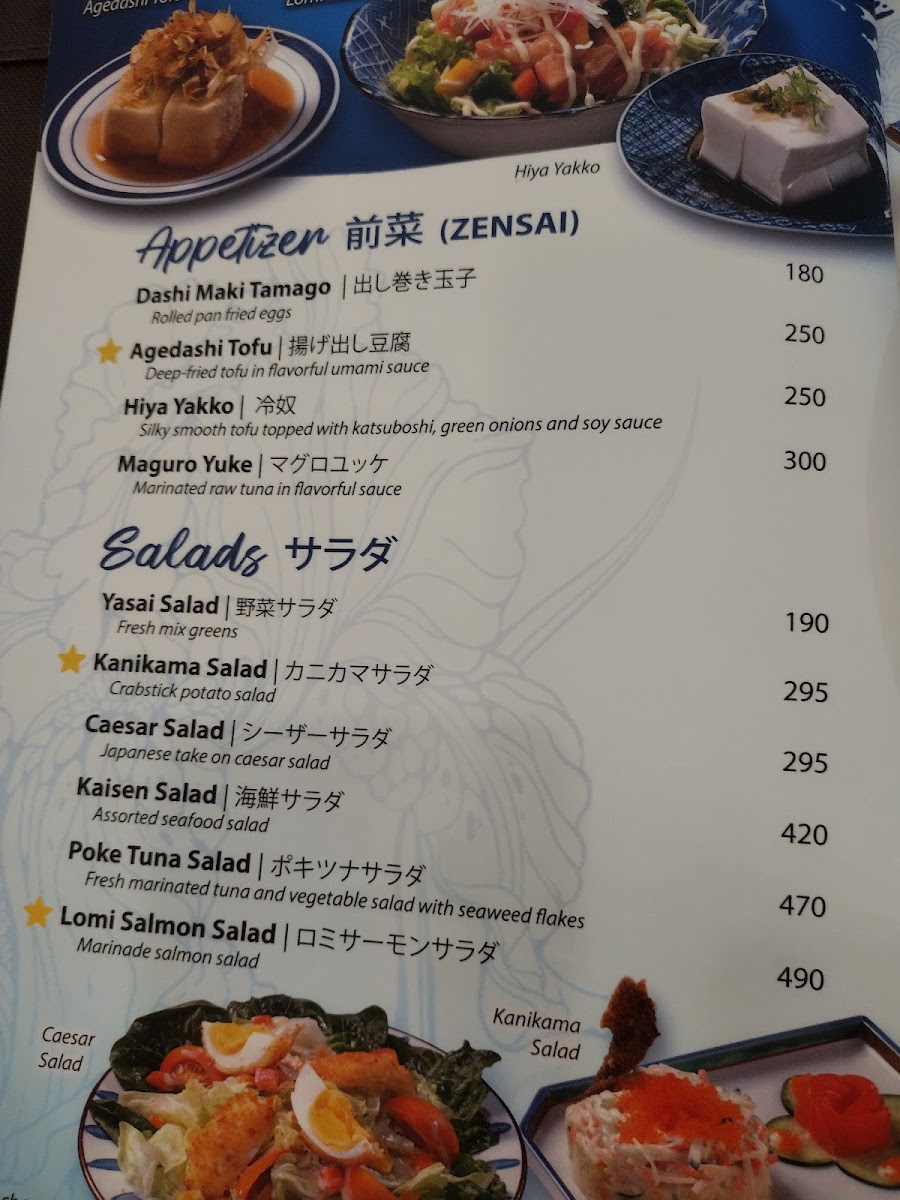 Agedashi Tofu
Hiya Yakko
Appetizer 前菜 (ZENSAI)
Dashi Maki Tamago | 出し巻き玉子 180
Rolled pan fried eggs
Agedashi Tofu | 揚げ出し豆腐 250
Deep-fried tofu in flavorful umami sauce
Hiya Yakko | 冷奴 250
Silky smooth tofu topped with katsuboshi, green onions and soy sauce
Maguro Yuke | マグロユッケ 300
Marinated raw tuna in flavorful sauce
Salads サラダ
Yasai Salad | 野菜サラダ 190
Fresh mix greens
Kanikama Salad | カニカマサラダ 295
Crabstick potato salad
Caesar Salad | シーザーサラダ 295
Japanese take on caesar salad
Kaisen Salad | 海鮮サラダ 420
Assorted seafood salad
Poke Tuna Salad | ポキツナサラダ 470
Fresh marinated tuna and vegetable salad with seaweed flakes
Lomi Salmon Salad | ロミサーモンサラダ 490
Marinade salmon salad
Caesar
Salad
Kanikama
Salad